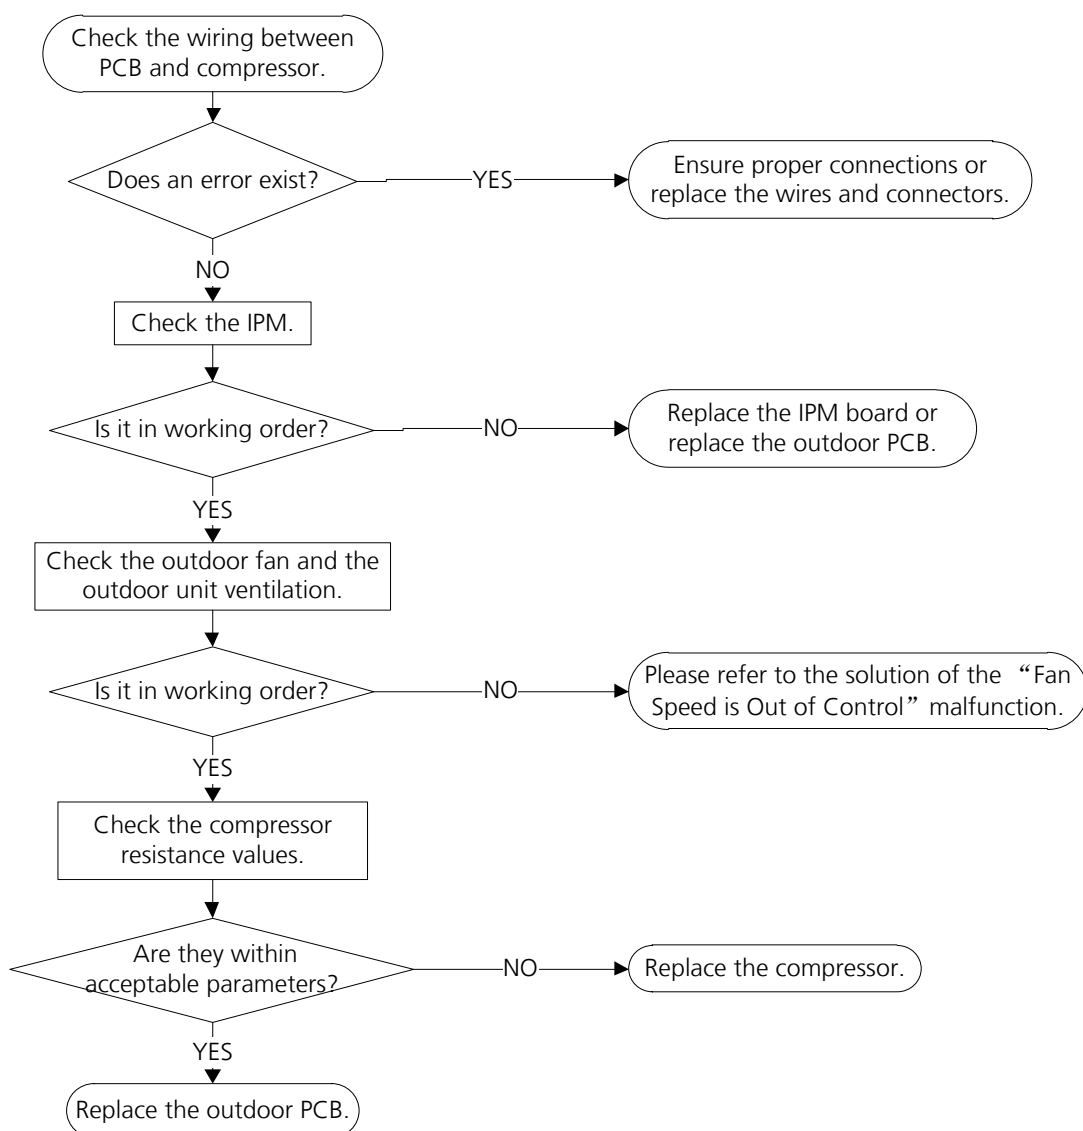 Check the wiring between
PCB and compressor.
Does an error exist?
YES
Ensure proper connections or
replace the wires and connectors.
NO
Check the IPM.
Is it in working order?
NO
Replace the IPM board or
replace the outdoor PCB.
YES
Check the outdoor fan and the
outdoor unit ventilation.
Is it in working order?
NO
Please refer to the solution of the “Fan
Speed is Out of Control” malfunction.
YES
Check the compressor
resistance values.
Are they within
acceptable parameters?
NO
Replace the compressor.
YES
Replace the outdoor PCB.